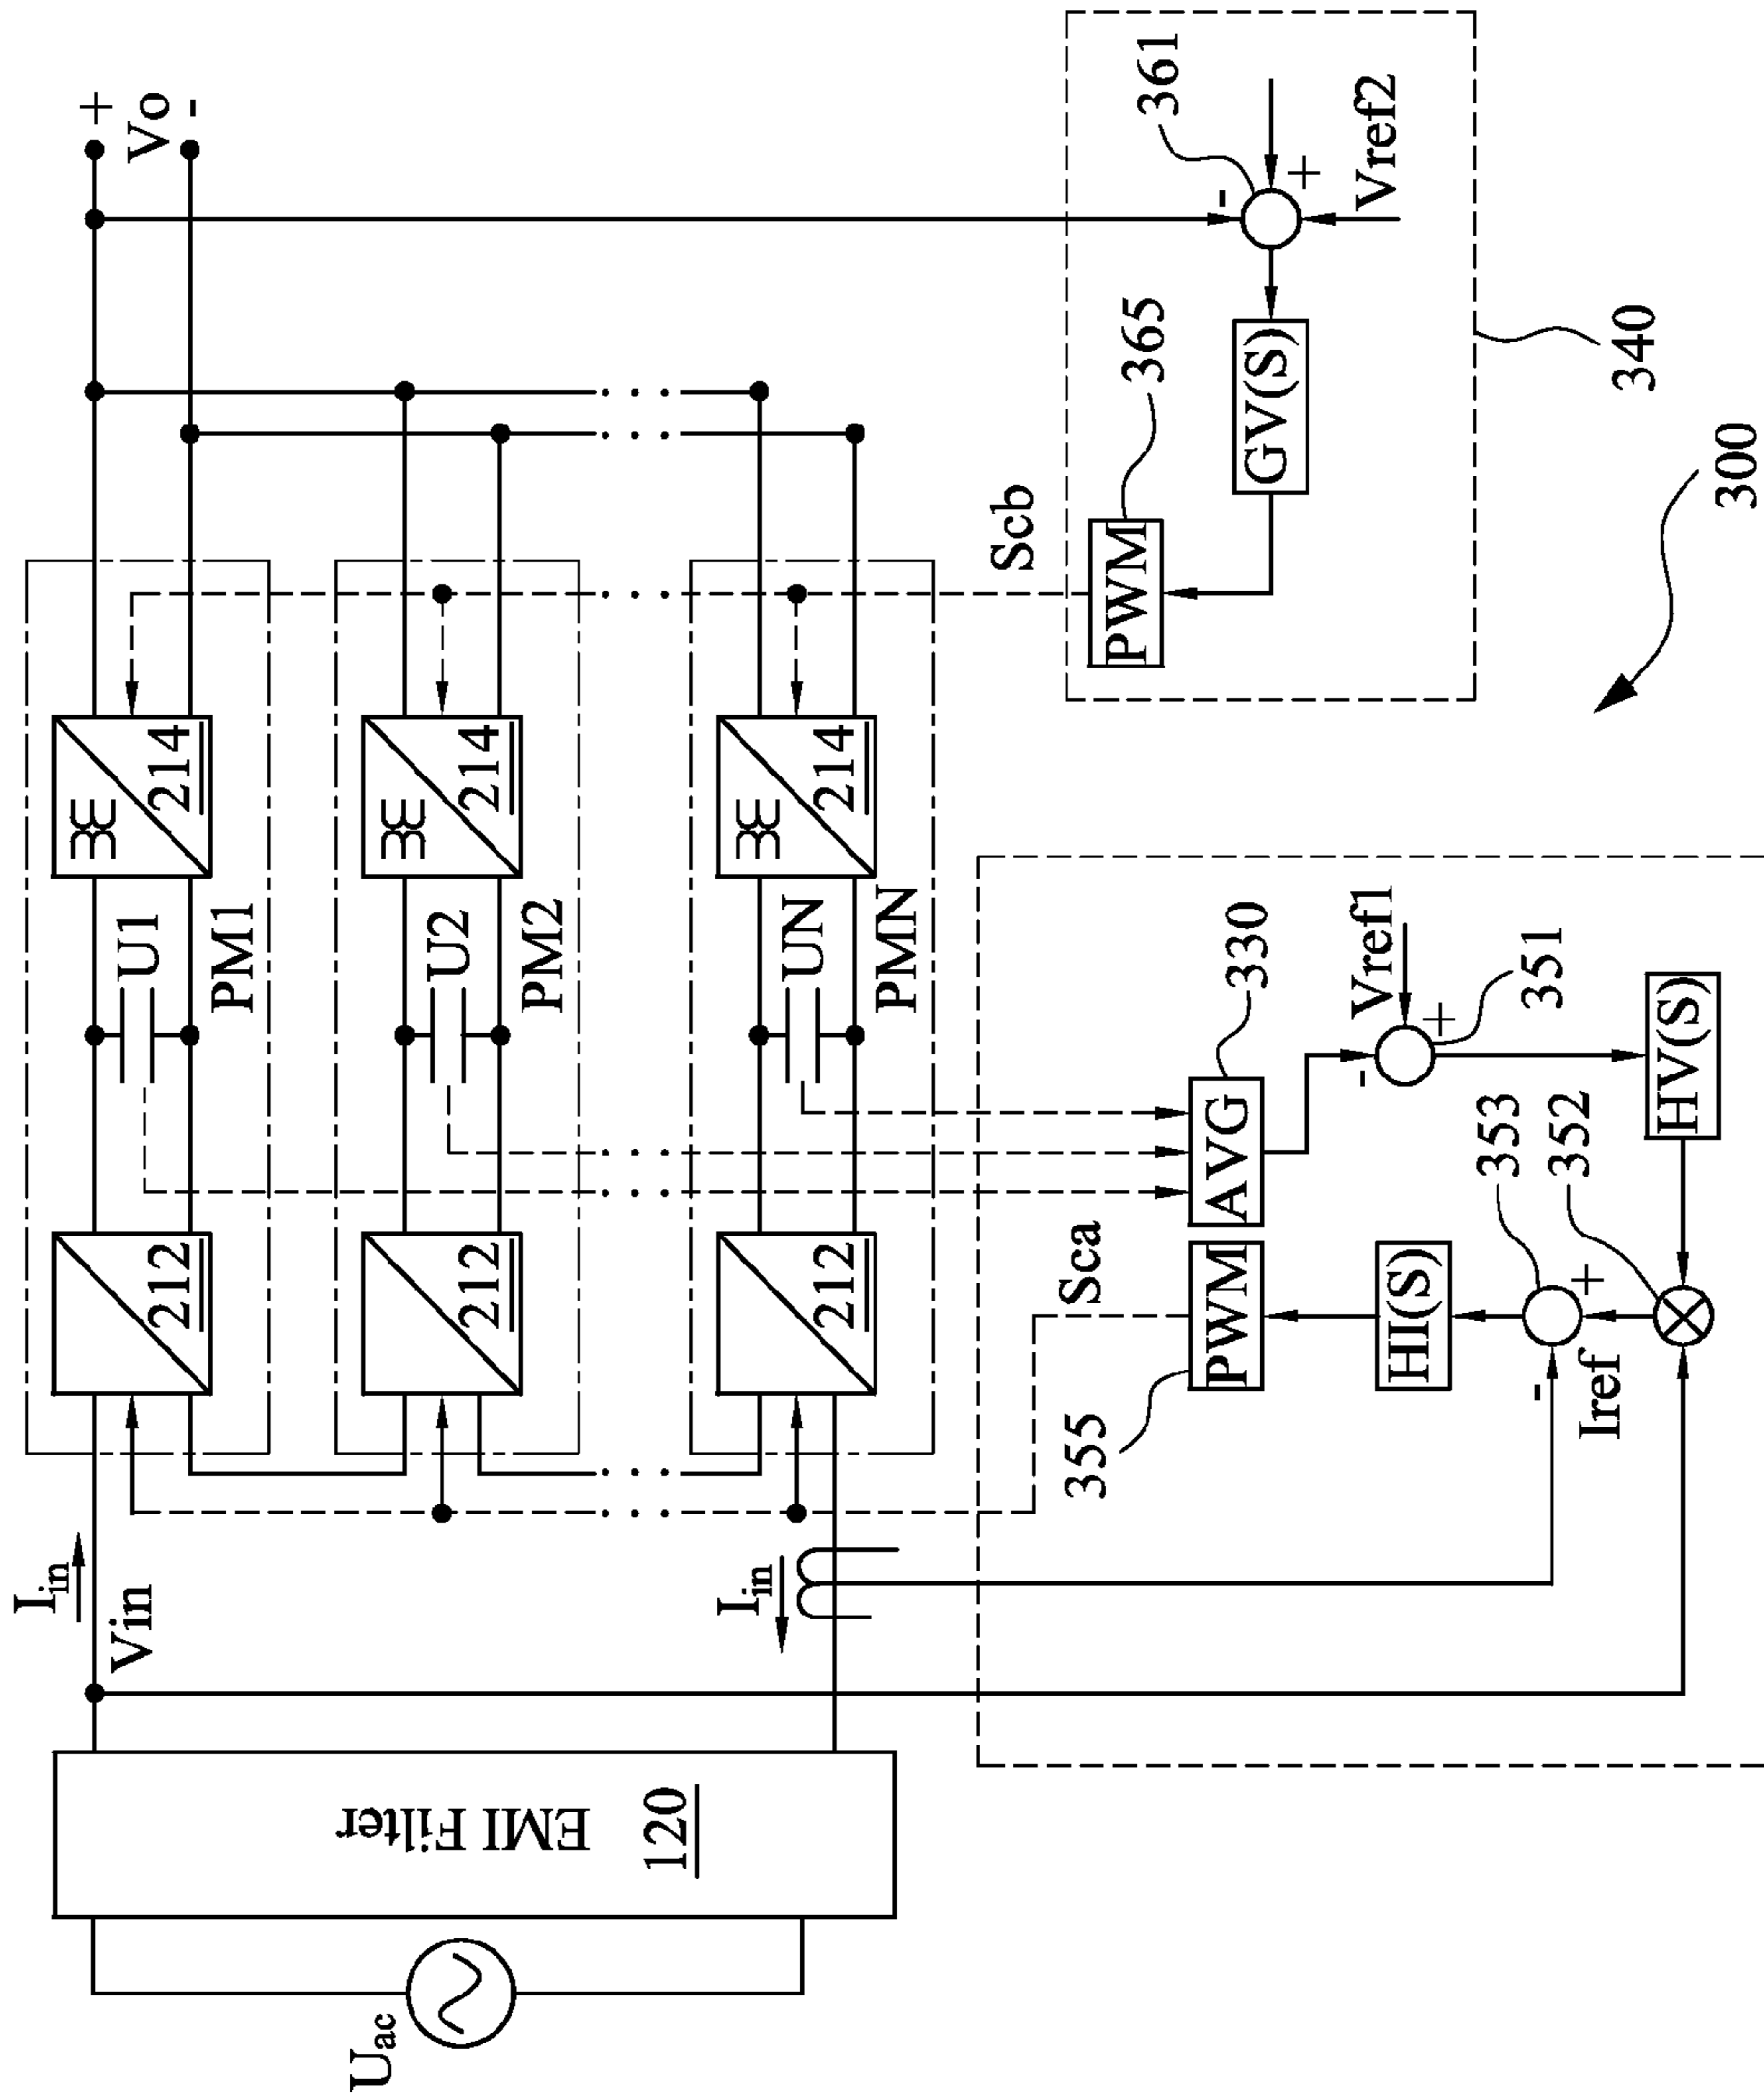 Uac
EMI Filter
120
Iin
Vin
Iin
212
U1
PM1
214
+
Vo
-
212
U2
PM2
214
212
UN
PMN
214
Sca
Scb
355
PWM
AVG
330
PWM
365
361
HI(S)
-
Vref1
+
351
GV(S)
-
+
Vref2
-
Iref
+
353
352
HV(S)
340
300